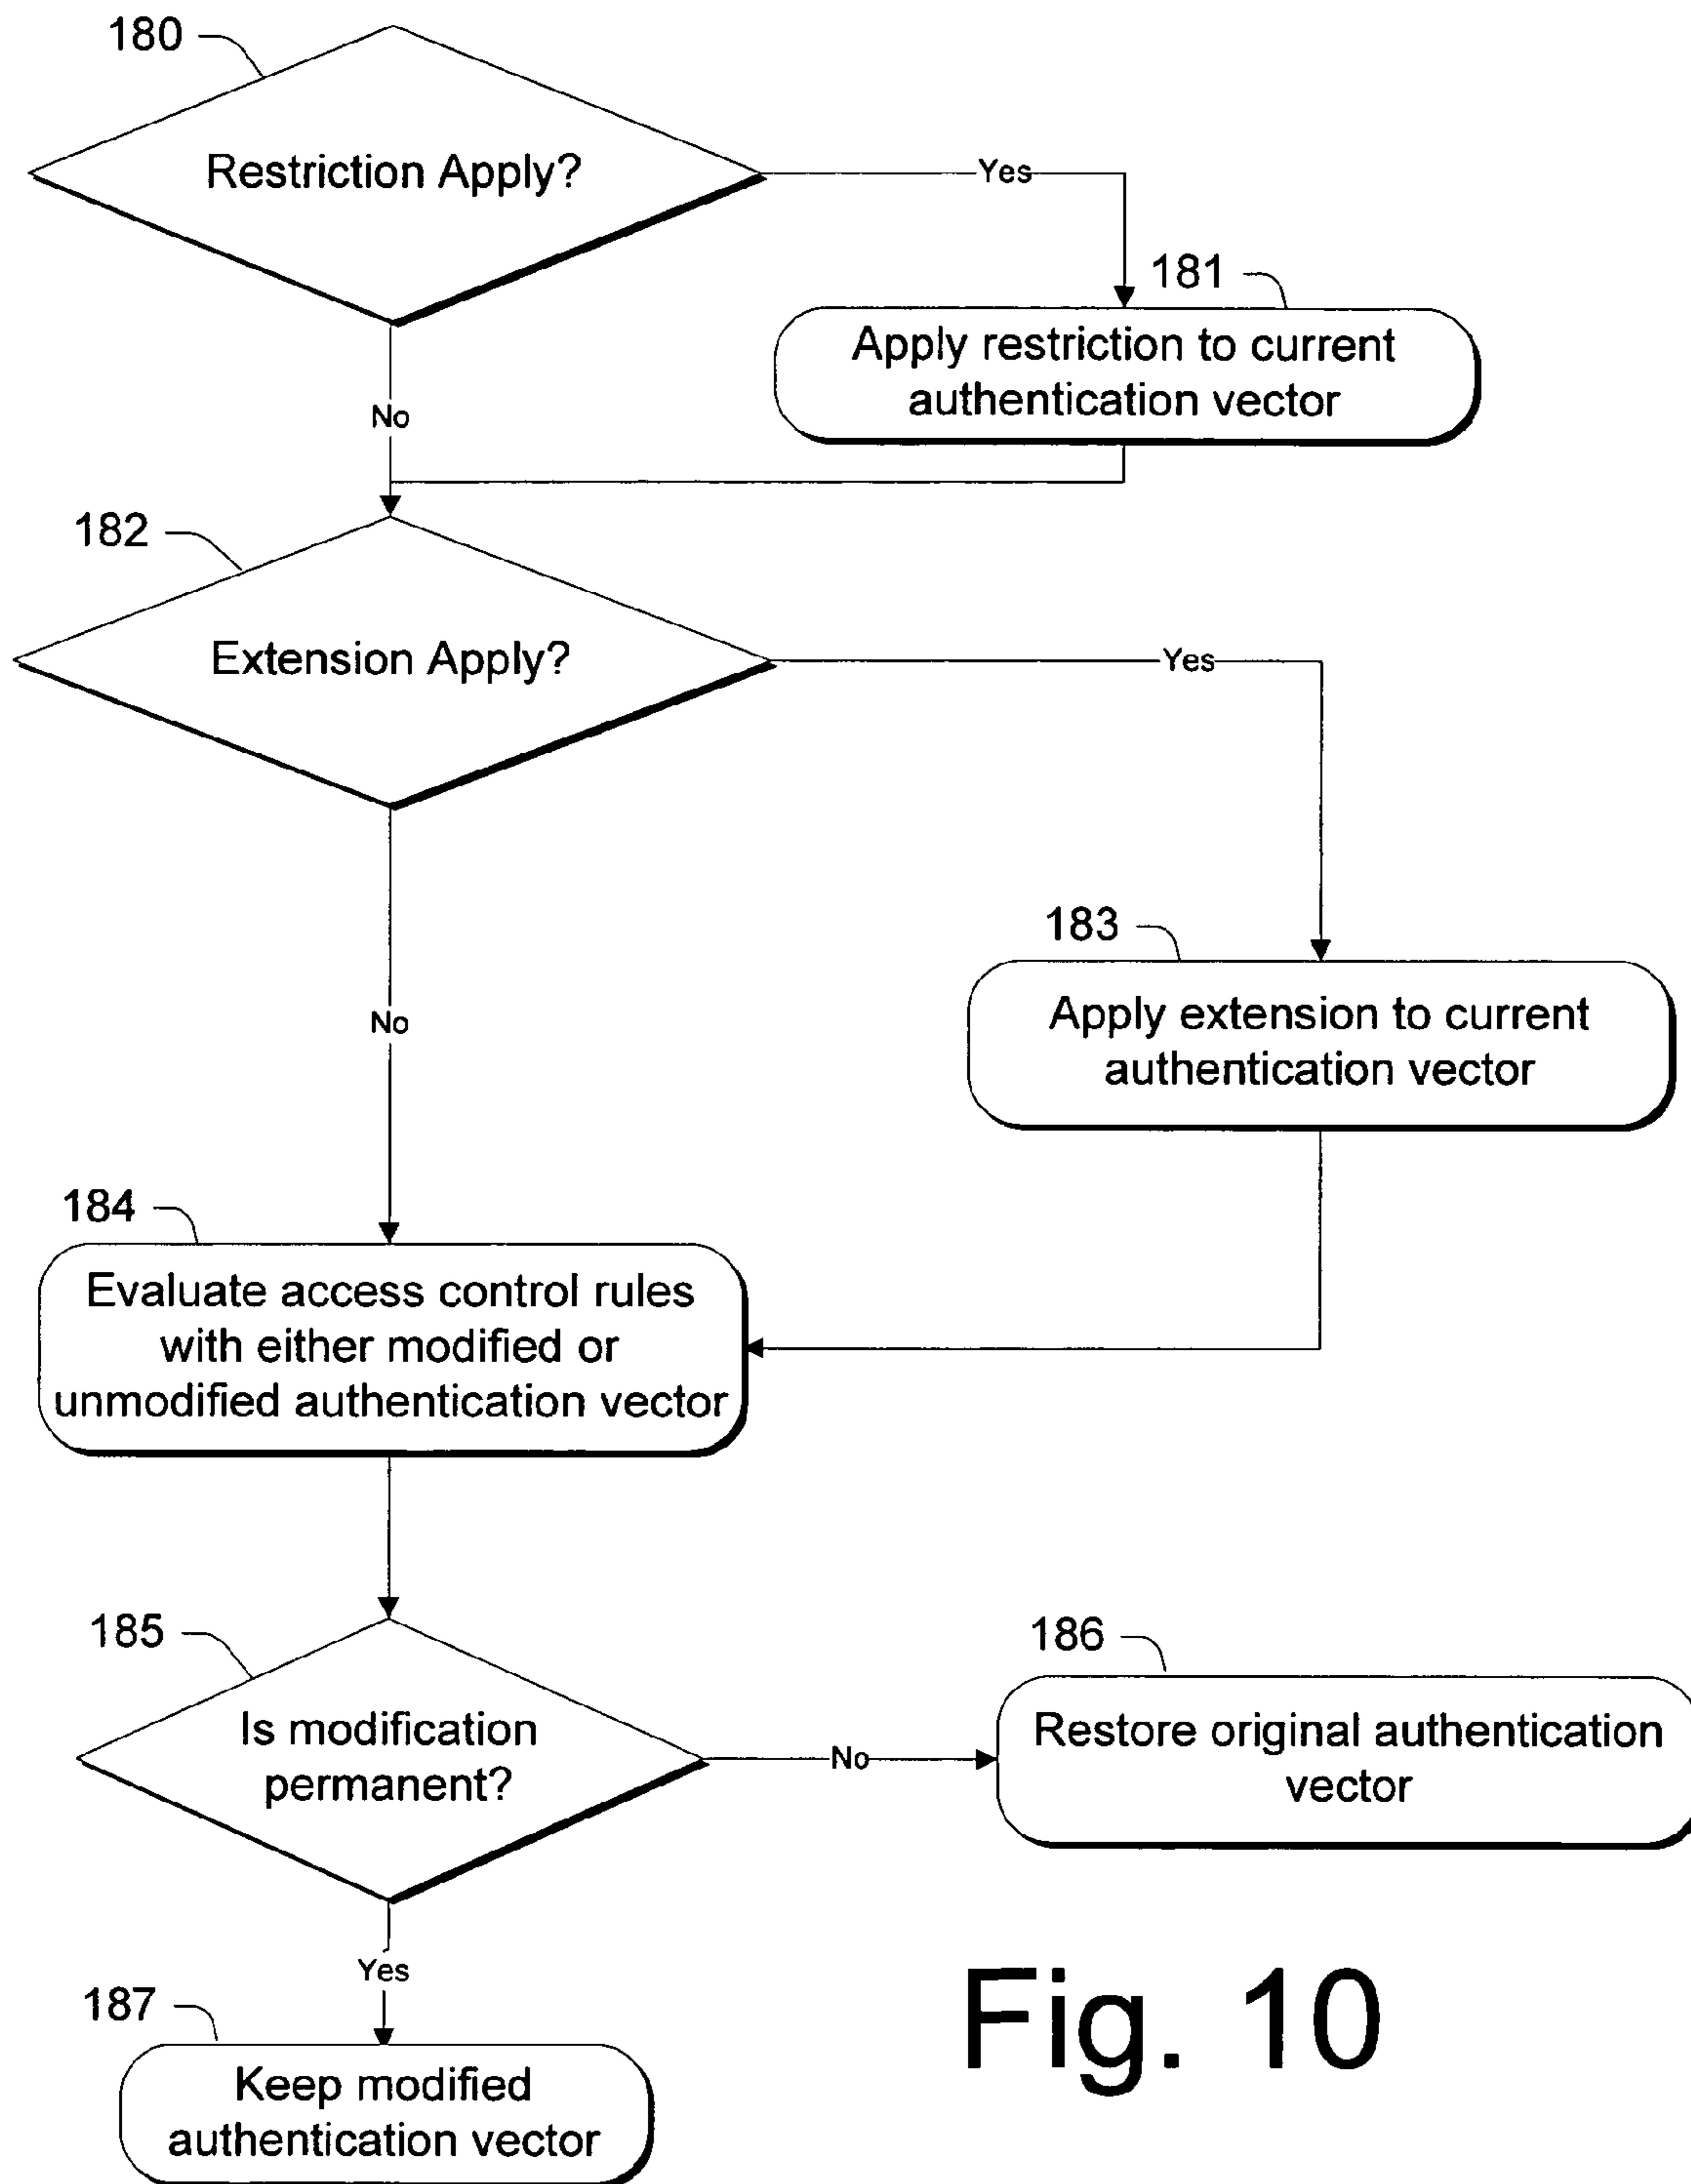 180
Restriction Apply?
Yes
181
Apply restriction to current
authentication vector
No
182
Extension Apply?
Yes
183
Apply extension to current
authentication vector
No
184
Evaluate access control rules
with either modified or
unmodified authentication vector
185
Is modification
permanent?
No
186
Restore original authentication
vector
Yes
187
Keep modified
authentication vector
Fig. 10